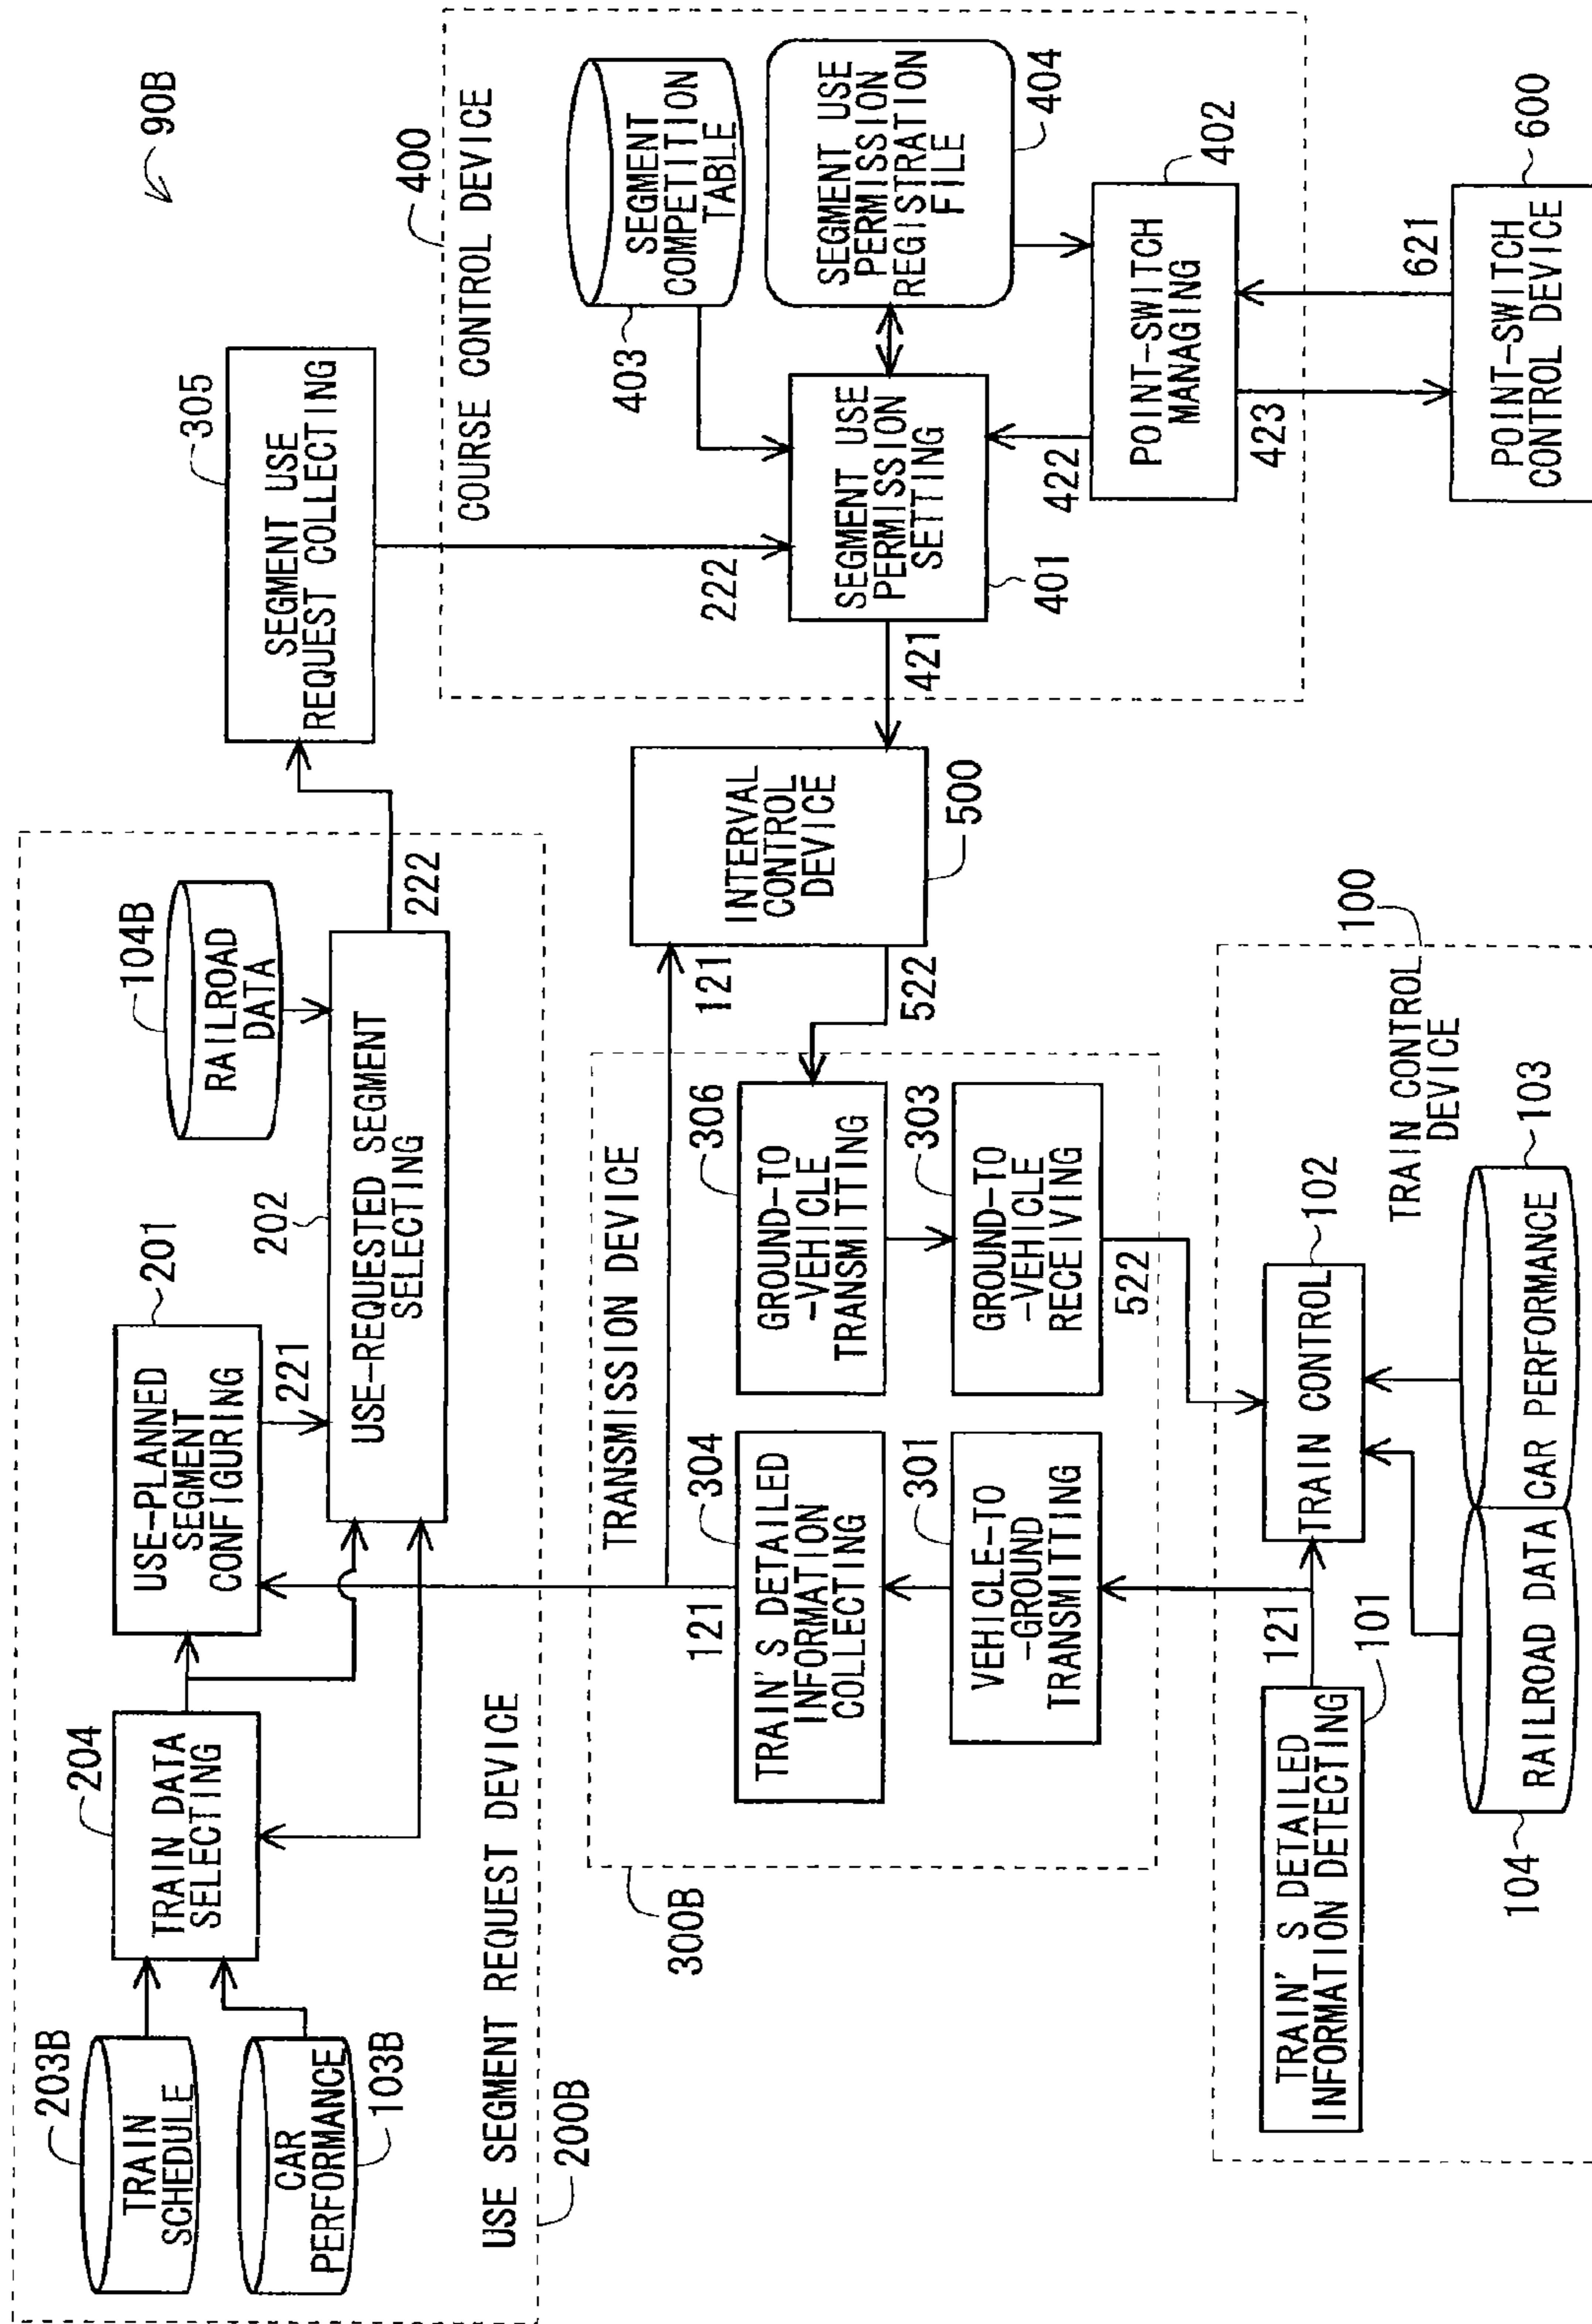 90B
203B
TRAIN
SCHEDULE
CAR
PERFORMANCE
103B
204
TRAIN DATA
SELECTING
201
USE-PLANNED
SEGMENT
CONFIGURING
221
202
USE-REQUESTED SEGMENT
SELECTING
104B
RAILROAD
DATA
222
USE SEGMENT REQUEST DEVICE
200B
305
SEGMENT USE
REQUEST COLLECTING
400
COURSE CONTROL DEVICE
222
403
SEGMENT
COMPETITION
TABLE
SEGMENT USE
PERMISSION
SETTING
401
421
SEGMENT USE
PERMISSION
REGISTRATION
FILE
404
422
POINT-SWITCH
MANAGING
402
423
621
POINT-SWITCH
CONTROL DEVICE
600
121
INTERVAL
CONTROL
DEVICE
500
522
TRANSMISSION DEVICE
300B
121
304
TRAIN'S DETAILED
INFORMATION
COLLECTING
301
VEHICLE-TO
-GROUND
TRANSMITTING
306
GROUND-TO
-VEHICLE
TRANSMITTING
303
GROUND-TO
-VEHICLE
RECEIVING
522
100
TRAIN CONTROL
DEVICE
TRAIN'S DETAILED
INFORMATION DETECTING
101
121
102
TRAIN CONTROL
104
RAILROAD DATA
CAR PERFORMANCE
103